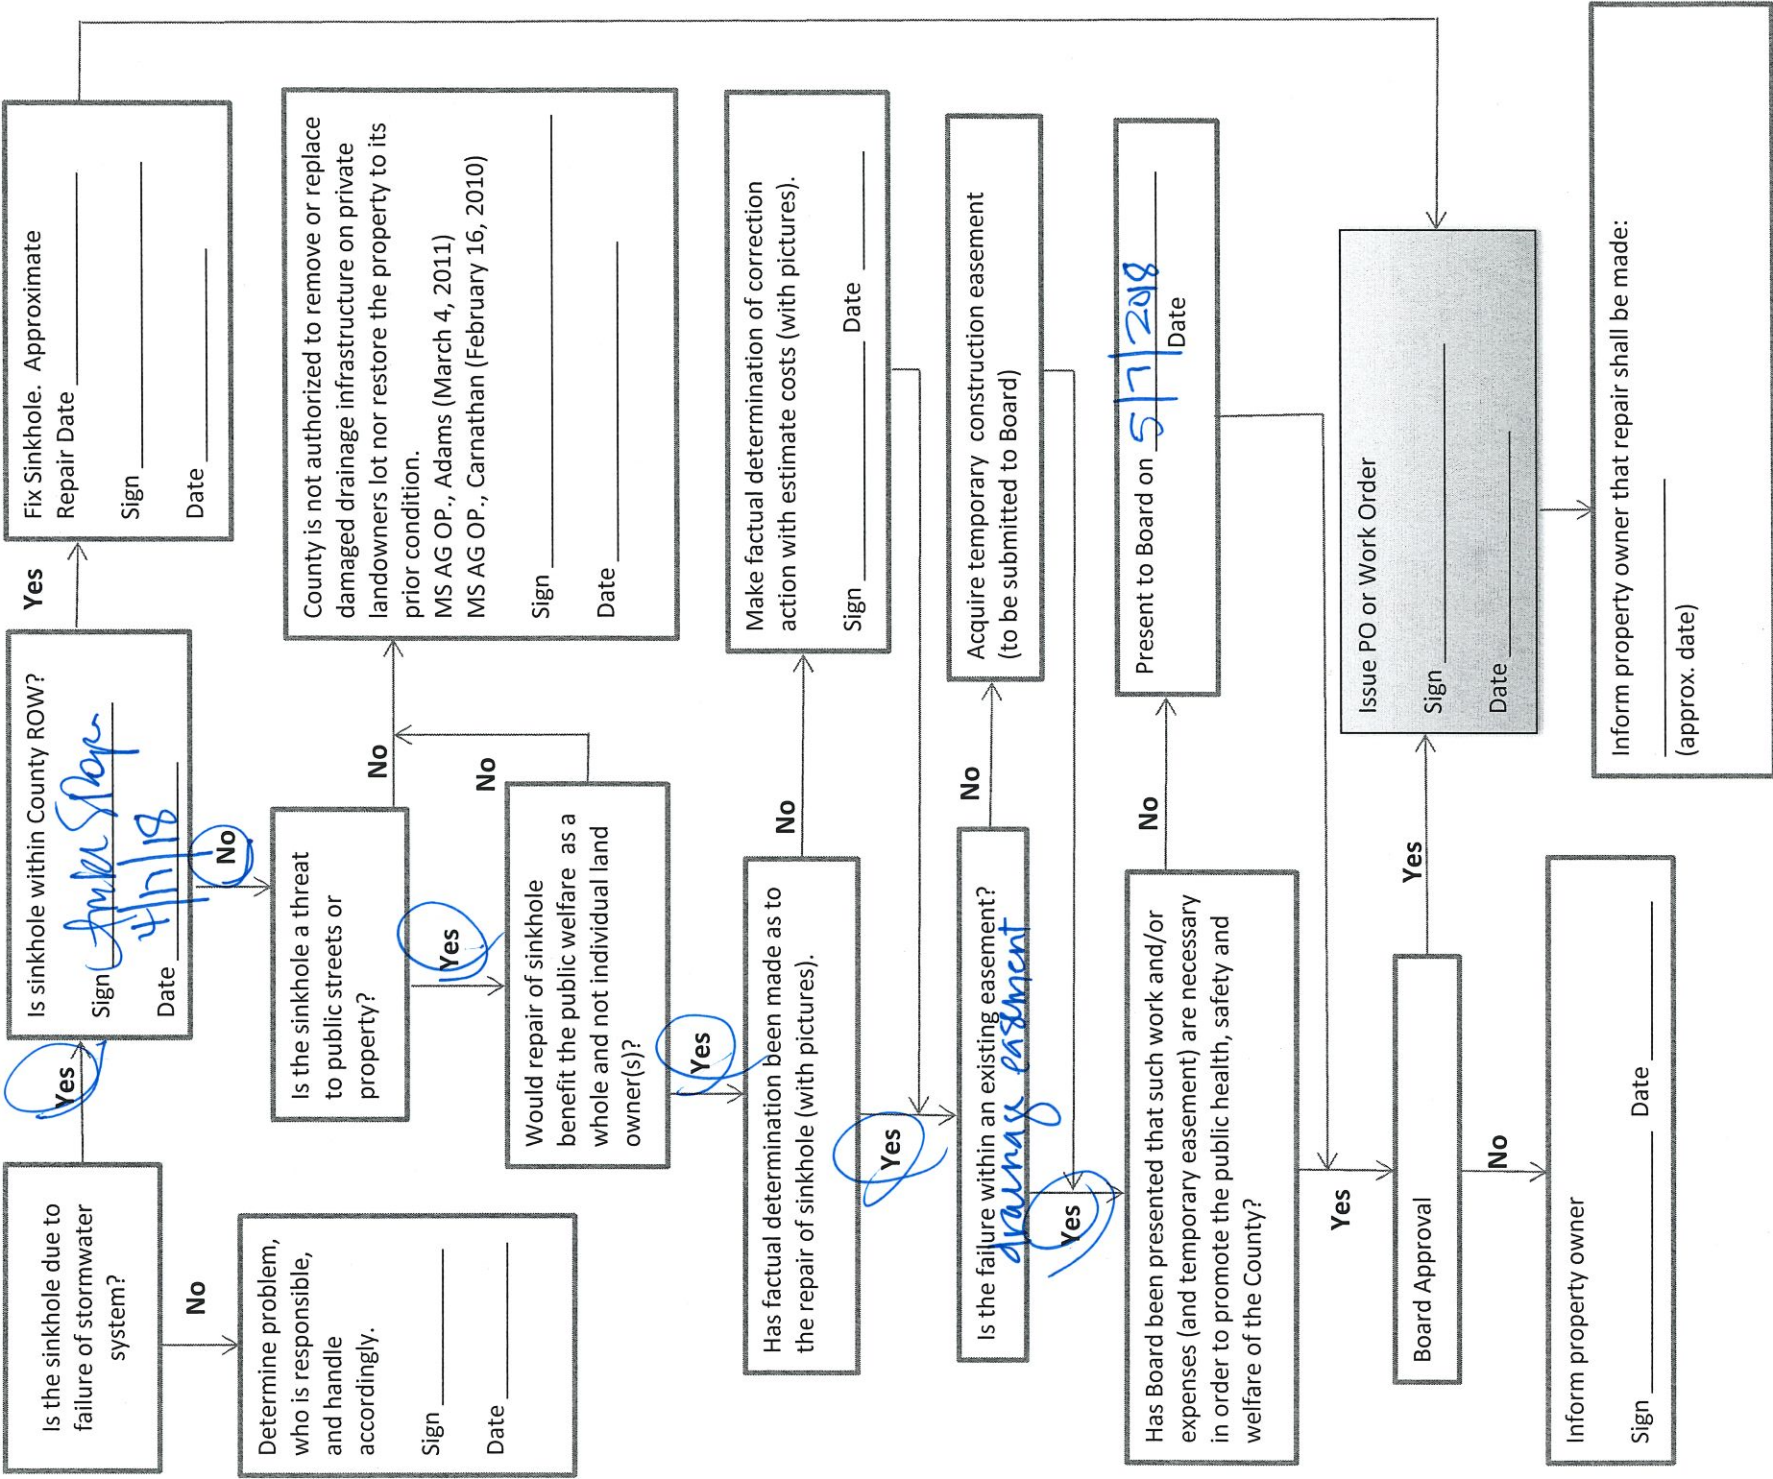 Is the sinkhole due to
failure of stormwater
system?
Yes
No
Determine problem,
who is responsible,
and handle
accordingly.
Sign
Date
Is sinkhole within County ROW?
Sign
Date 4/17/18
Yes
Fix Sinkhole. Approximate
Repair Date
Sign
Date
No
Is the sinkhole a threat
to public streets or
property?
No
County is not authorized to remove or replace
damaged drainage infrastructure on private
landowners lot nor restore the property to its
prior condition.
MS AG OP., Adams (March 4, 2011)
MS AG OP., Carnathan (February 16, 2010)
Sign
Date
Yes
Would repair of sinkhole
benefit the public welfare as a
whole and not individual land
owner(s)?
No
Yes
Has factual determination been made as to
the repair of sinkhole (with pictures).
No
Make factual determination of correction
action with estimate costs (with pictures).
Sign Date
Yes
Is the failure within an existing easement?
drainage easement
No
Acquire temporary construction easement
(to be submitted to Board)
Yes
Has Board been presented that such work and/or
expenses (and temporary easement) are necessary
in order to promote the public health, safety and
welfare of the County?
No
Present to Board on 5/7/2018
Date
Yes
Board Approval
Yes
Issue PO or Work Order
Sign
Date
No
Inform property owner
Sign Date
Inform property owner that repair shall be made:
(approx. date)